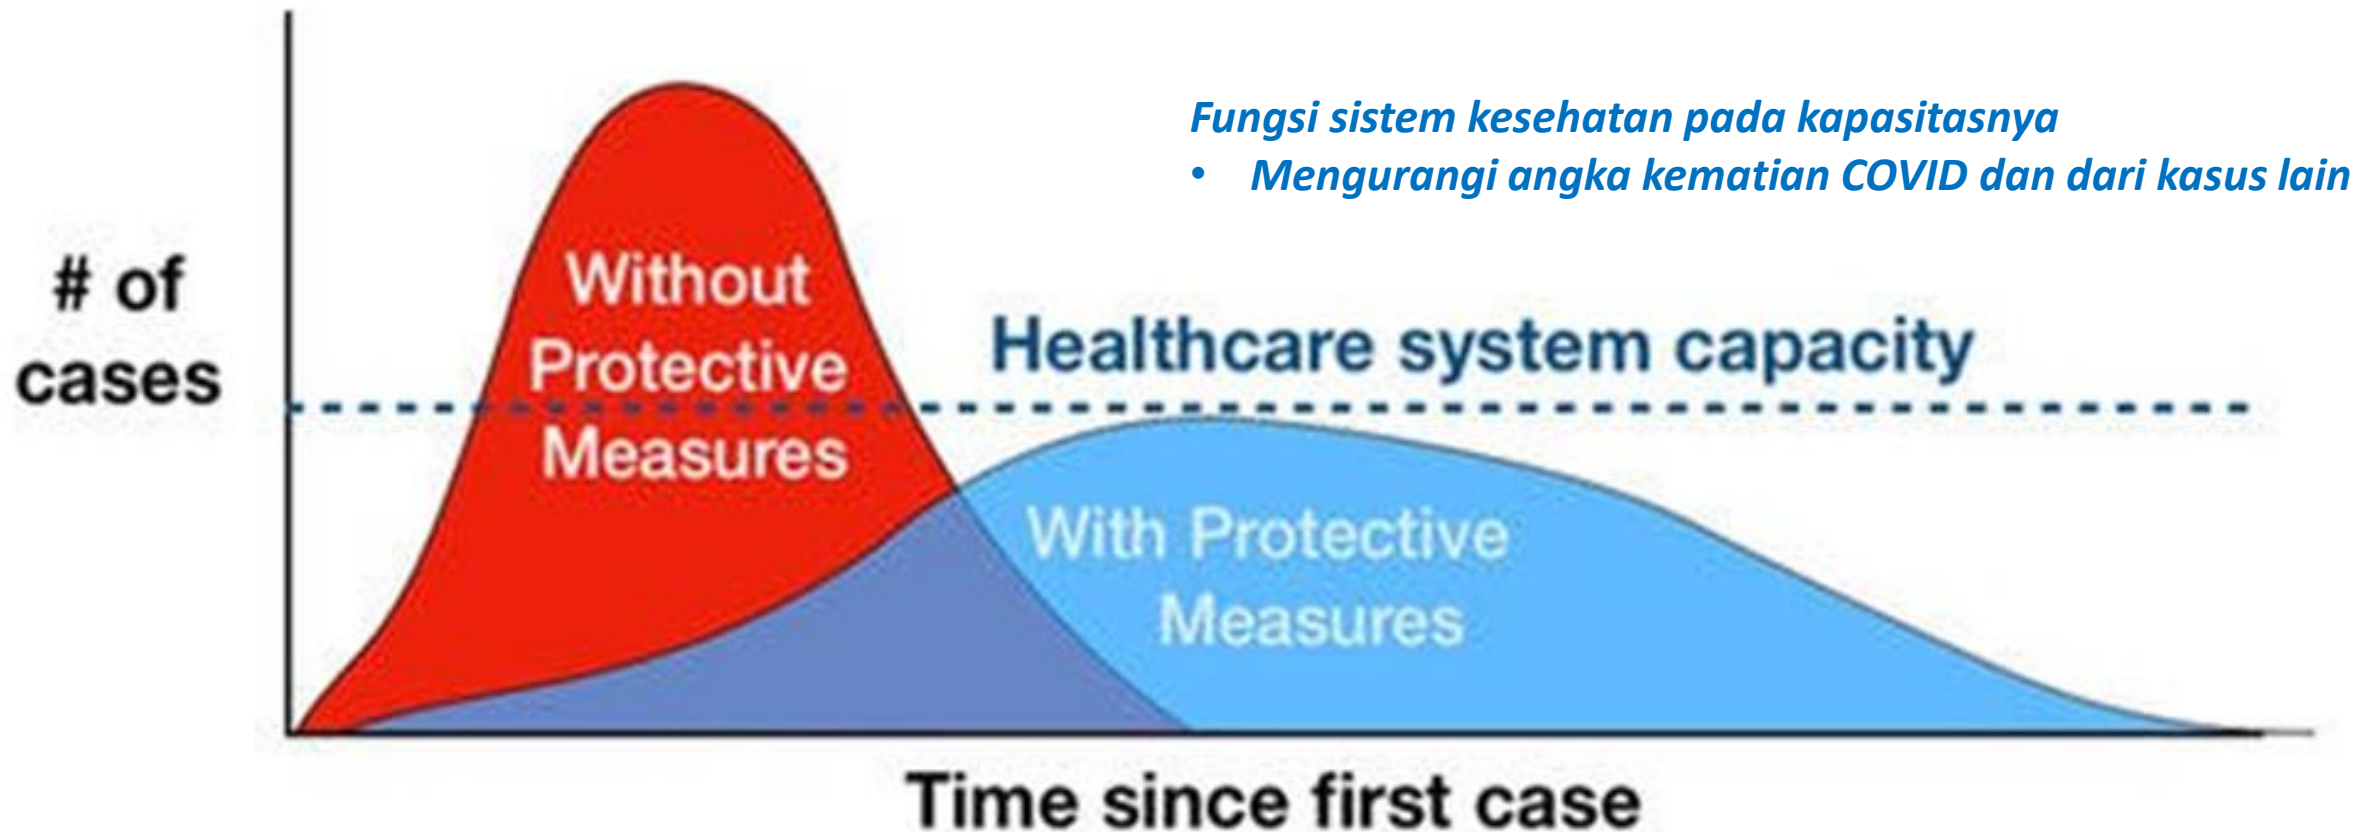 Fungsi sistem kesehatan pada kapasitasnya
• Mengurangi angka kematian COVID dan dari kasus lain
# of
cases
Without
Protective
Measures
Healthcare system capacity
With Protective
Measures
Time since first case